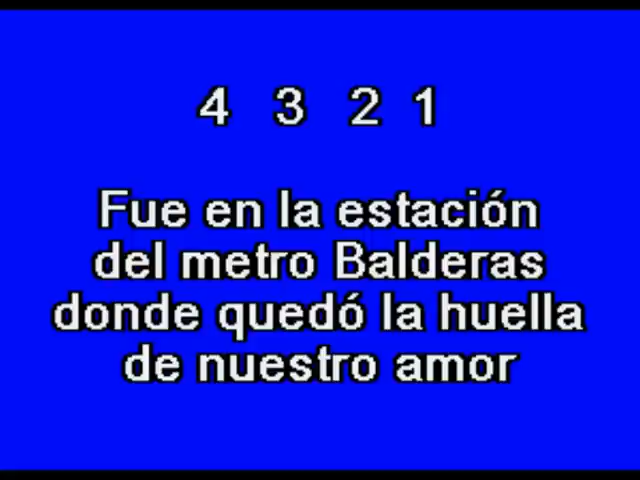 4 3 2 1
Fue en la estación
del metro Balderas
donde quedó la huella
de nuestro amor